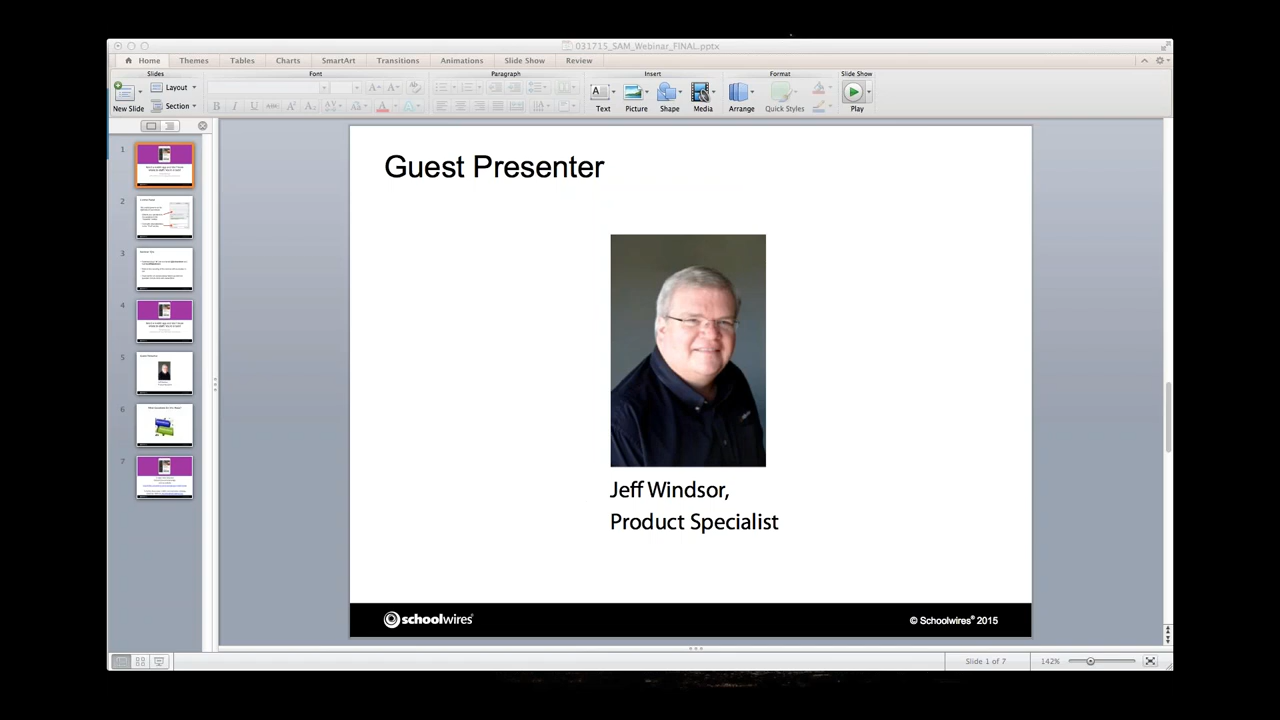 031715_SAM_Webinar_FINAL.pptx
Home Themes Tables Charts SmartArt Transitions Animations Slide Show Review
Slides Font Paragraph Insert Format Slide Show
Layout
Section
New Slide Text Picture Shape Media Arrange Quick Styles Play
1
2
3
4
5
6
7
Guest Presenter
Jeff Windsor,
Product Specialist
schoolwires®
© Schoolwires® 2015
Slide 1 of 7 142%